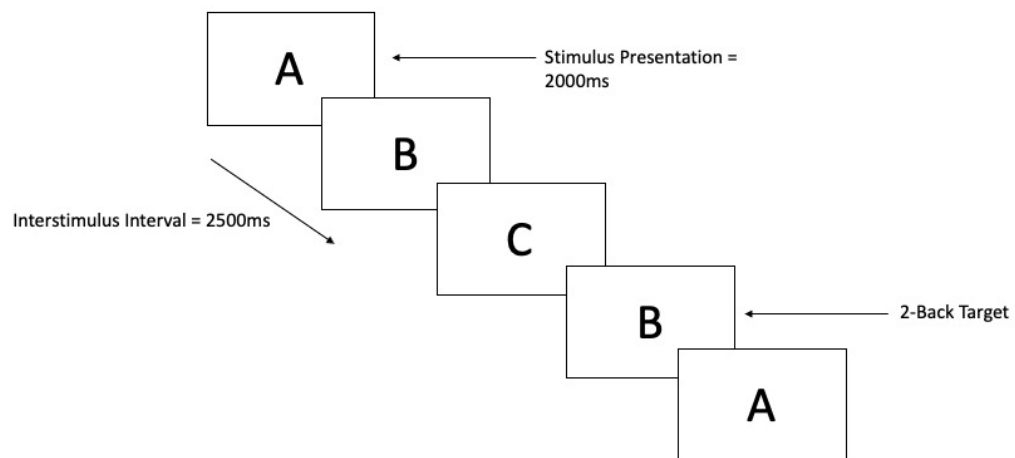 A
Stimulus Presentation =
2000ms
B
Interstimulus Interval = 2500ms
C
B
2-Back Target
A